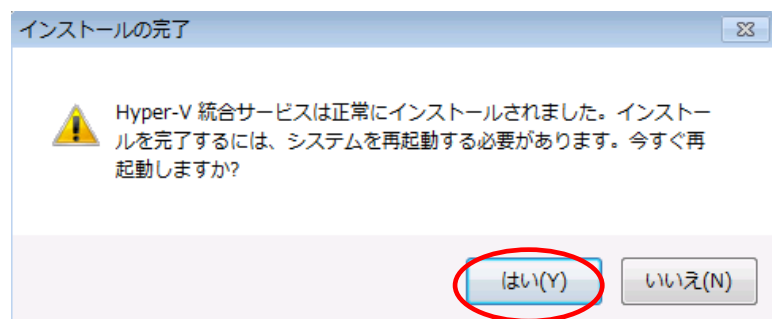 インストールの完了
Hyper-V 統合サービスは正常にインストールされました。インストー
ルを完了するには、システムを再起動する必要があります。今すぐ再
起動しますか?
はい(Y)
いいえ(N)